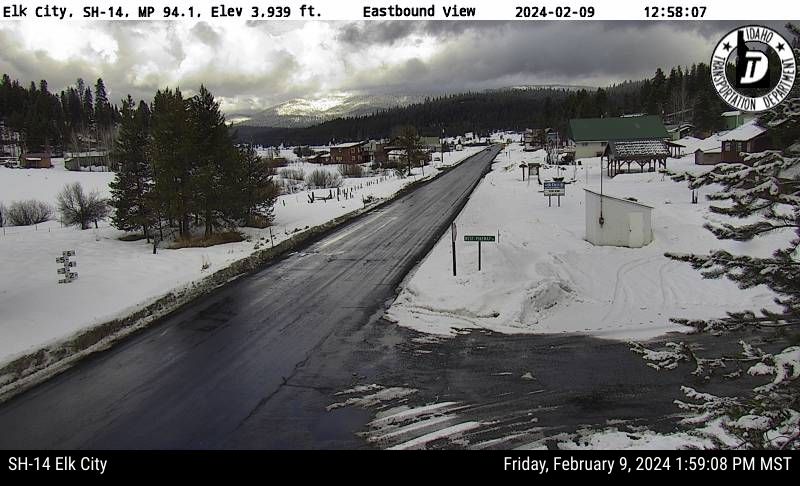 Elk City, SH-14, MP 94.1, Elev 3,939 ft. Eastbound View 2024-02-09 12:58:07
IDAHO
TRANSPORTATION DEPARTMENT
SH-14 Elk City Friday, February 9, 2024 1:59:08 PM MST